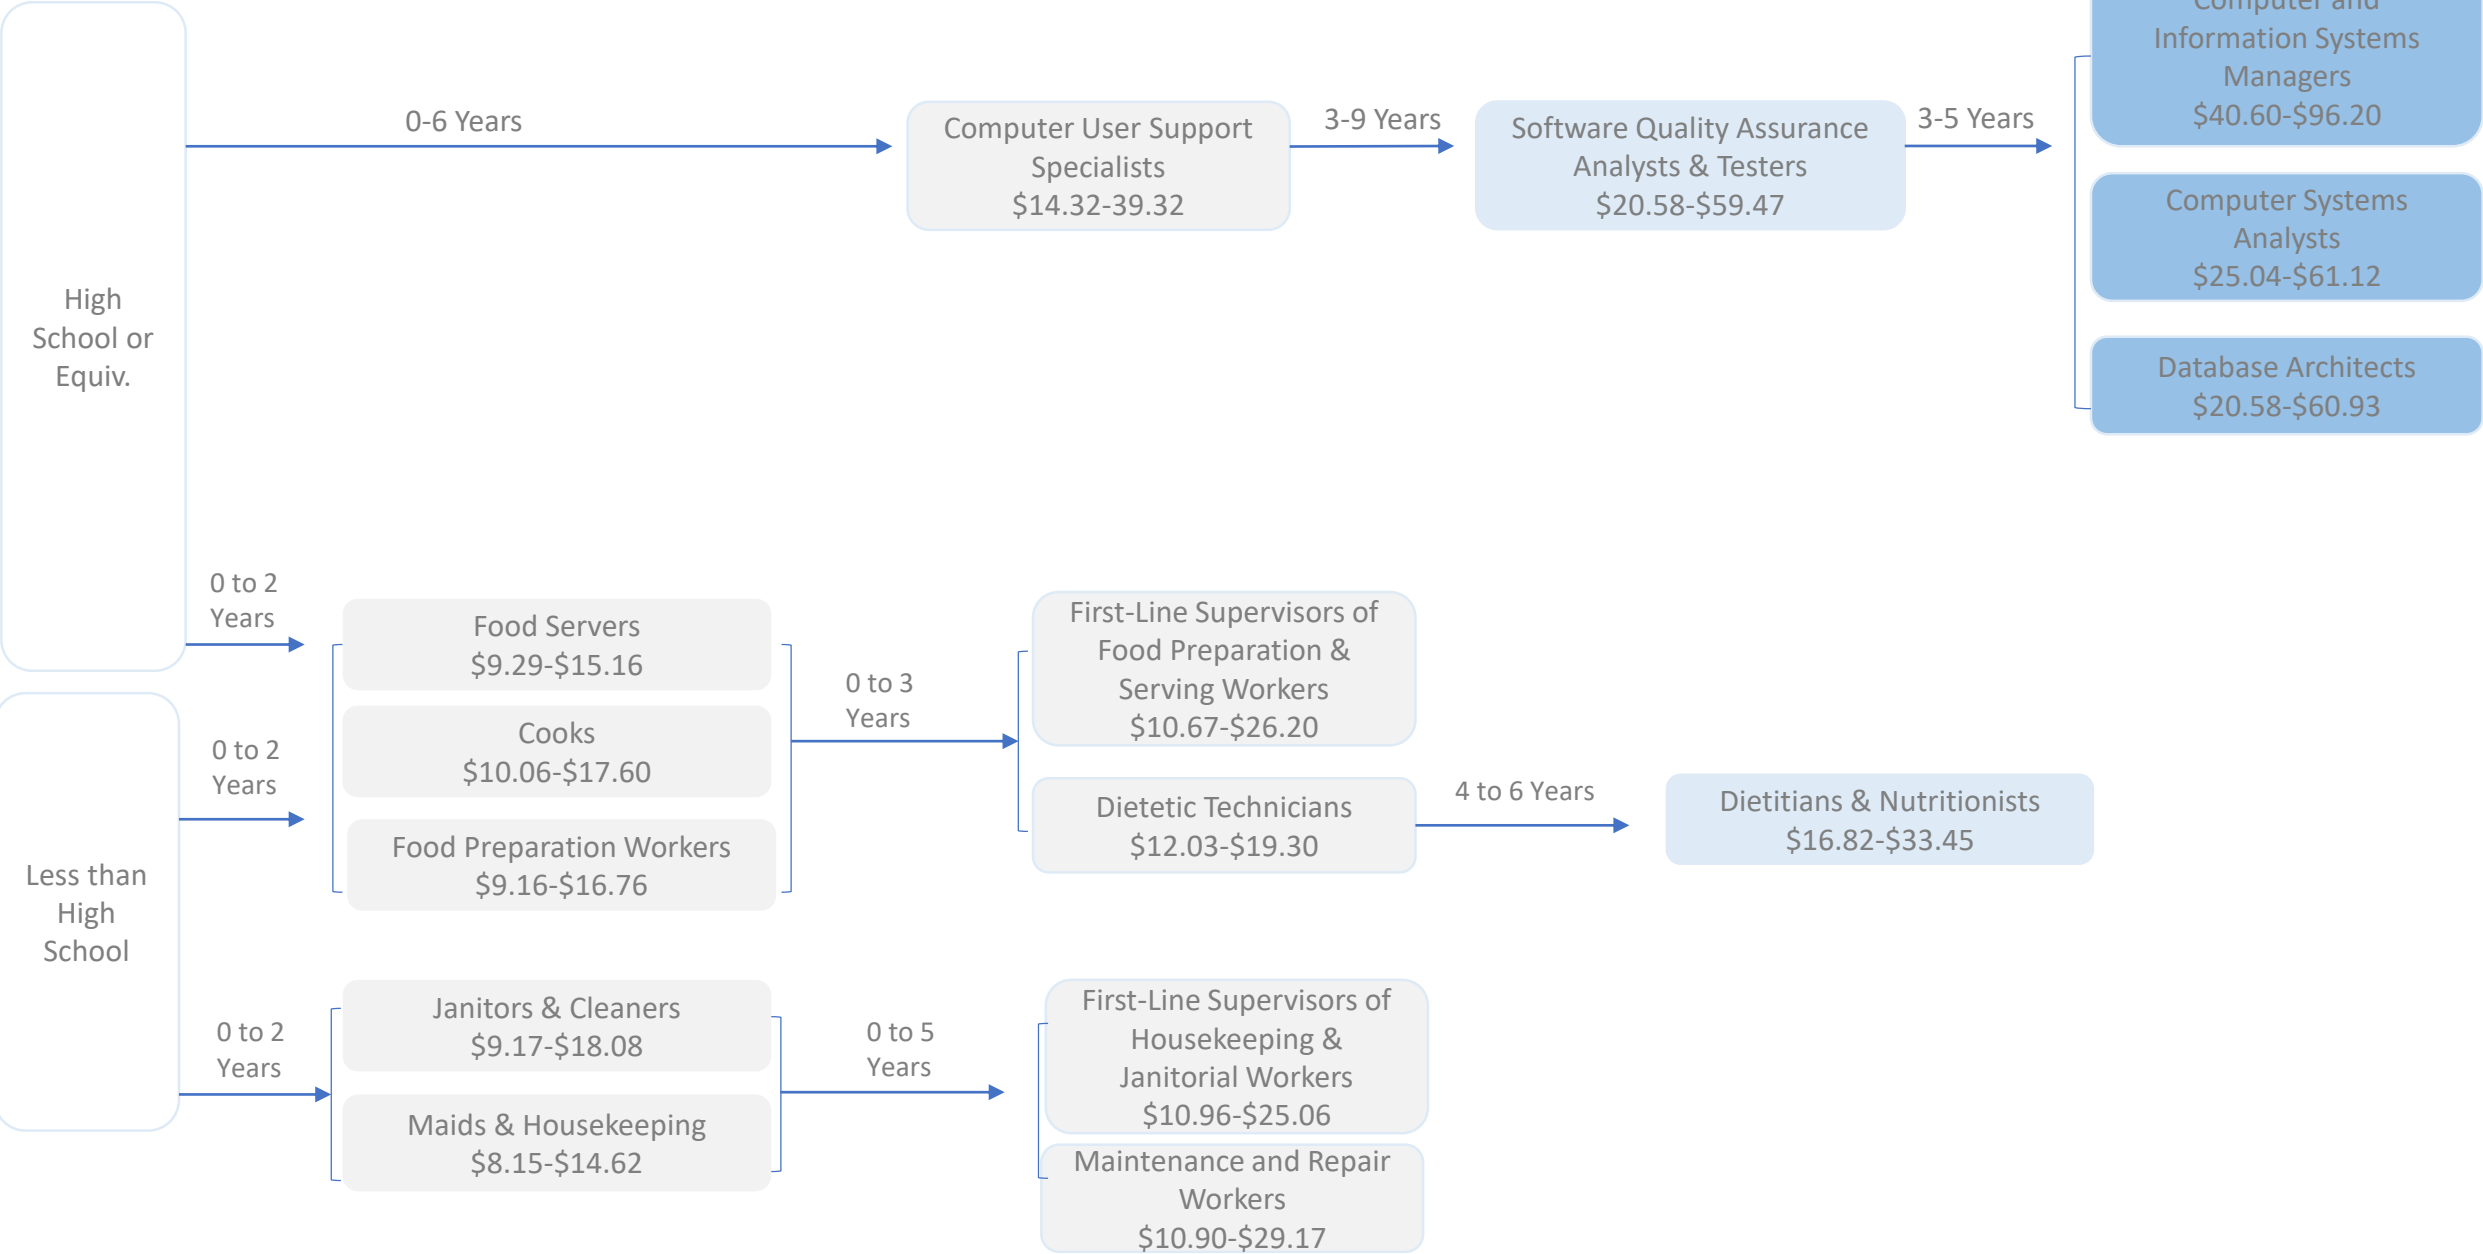 High
School or
Equiv.
0-6 Years
Computer User Support
Specialists
$14.32-39.32
3-9 Years
Software Quality Assurance
Analysts & Testers
$20.58-$59.47
3-5 Years
Computer and
Information Systems
Managers
$40.60-$96.20
Computer Systems
Analysts
$25.04-$61.12
Database Architects
$20.58-$60.93
0 to 2
Years
Less than
High
School
0 to 2
Years
Food Servers
$9.29-$15.16
Cooks
$10.06-$17.60
Food Preparation Workers
$9.16-$16.76
0 to 3
Years
First-Line Supervisors of
Food Preparation &
Serving Workers
$10.67-$26.20
Dietetic Technicians
$12.03-$19.30
4 to 6 Years
Dietitians & Nutritionists
$16.82-$33.45
0 to 2
Years
Janitors & Cleaners
$9.17-$18.08
Maids & Housekeeping
$8.15-$14.62
0 to 5
Years
First-Line Supervisors of
Housekeeping &
Janitorial Workers
$10.96-$25.06
Maintenance and Repair
Workers
$10.90-$29.17